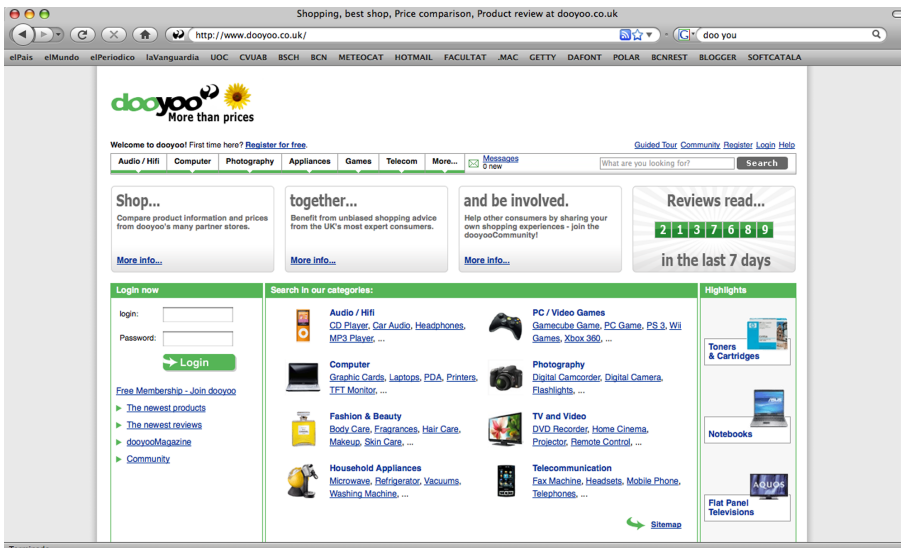 Shopping, best shop, Price comparison, Product review at dooyoo.co.uk
http://www.dooyoo.co.uk/
G
doo you
elPais elMundo elPeriodico laVanguardia UOC CVUAB BSCH BCN METEOCAT HOTMAIL FACULTAT .MAC GETTY DAFONT POLAR BCNREST BLOGGER SOFTCATALA
dooyoo
More than prices
Welcome to dooyoo! First time here? Register for free.
Guided Tour Community Register Login Help
Audio / Hifi Computer Photography Appliances Games Telecom More... Messages
0 new
What are you looking for? Search
Shop...
Compare product information and prices
from dooyoo's many partner stores.
More info...
together...
Benefit from unbiased shopping advice
from the UK's most expert consumers.
More info...
and be involved.
Help other consumers by sharing your
own shopping experiences - join the
dooyooCommunity!
More info...
Reviews read...
2 1 3 7 6 8 9
in the last 7 days
Login now
login:
Password:
Login
Free Membership - Join dooyoo
The newest products
The newest reviews
dooyooMagazine
Community
Search in our categories:
Audio / Hifi
CD Player, Car Audio, Headphones,
MP3 Player, ...
PC / Video Games
Gamecube Game, PC Game, PS 3, Wii
Games, Xbox 360, ...
Computer
Graphic Cards, Laptops, PDA, Printers,
TFT Monitor, ...
Photography
Digital Camcorder, Digital Camera,
Flashlights, ...
Fashion & Beauty
Body Care, Fragrances, Hair Care,
Makeup, Skin Care, ...
TV and Video
DVD Recorder, Home Cinema,
Projector, Remote Control, ...
Household Appliances
Microwave, Refrigerator, Vacuums,
Washing Machine, ...
Telecommunication
Fax Machine, Headsets, Mobile Phone,
Telephones, ...
Sitemap
Highlights
Toners
& Cartridges
Notebooks
AQUOS
Flat Panel
Televisions